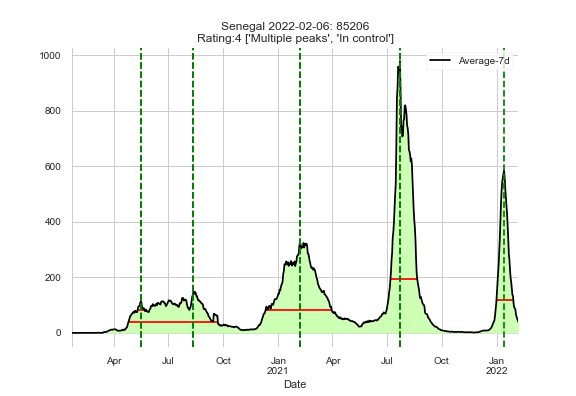 Senegal 2022-02-06: 85206
Rating:4 ['Multiple peaks', 'In control']
Average-7d
1000
800
600
400
200
0
Apr
Jul
Oct
Jan
2021
Apr
Jul
Oct
Jan
2022
Date